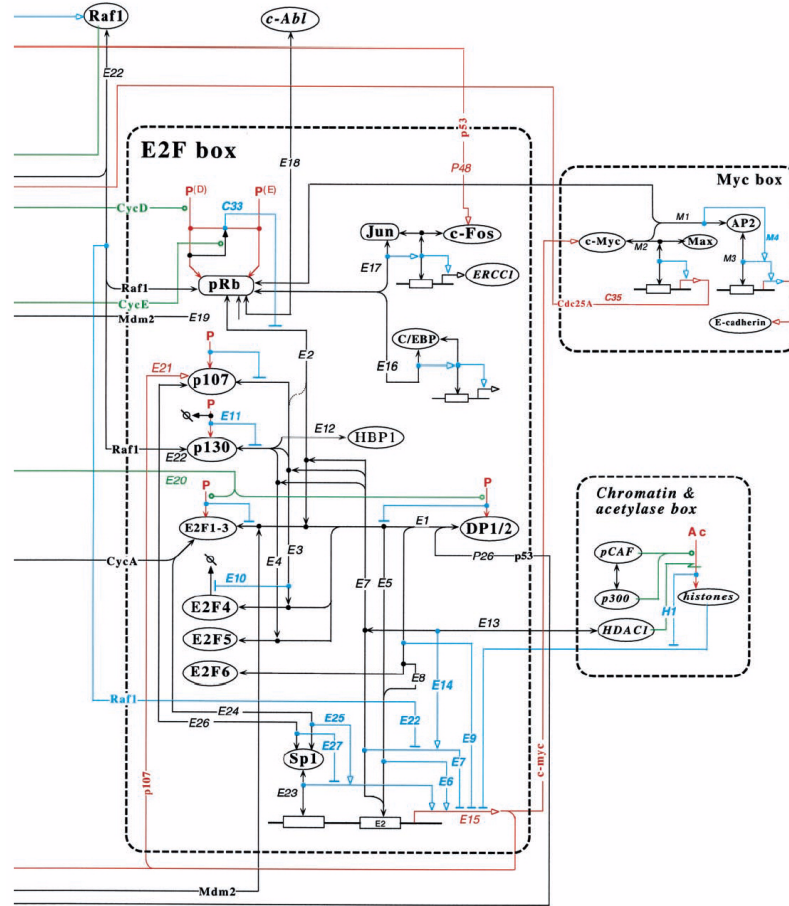 Raf1
c-Abl
E22
p53
E18
P48
E2F box
Myc box
P(D)
P(E)
C33
CycD
Jun
c-Fos
M1
AP2
c-Myc
M2
Max
M4
M3
E17
ERCC1
Raf1
pRb
CycE
Mdm2
E19
Cdc25A
C35
E-cadherin
E2
C/EBP
E16
P
E21
p107
P
E11
E12
HBP1
Raf1
E22
p130
E20
P
P
Chromatin &
acetylase box
E2F1-3
E1
DP1/2
Ac
CycA
E3
E4
P26
p53
pCAF
E10
E7
E5
E2F4
p300
H1
histones
E2F5
E13
HDAC1
E2F6
E8
E14
Raf1
E24
E26
E25
E22
E9
E27
Sp1
E7
E6
c-myc
p107
E23
E2
E15
Mdm2